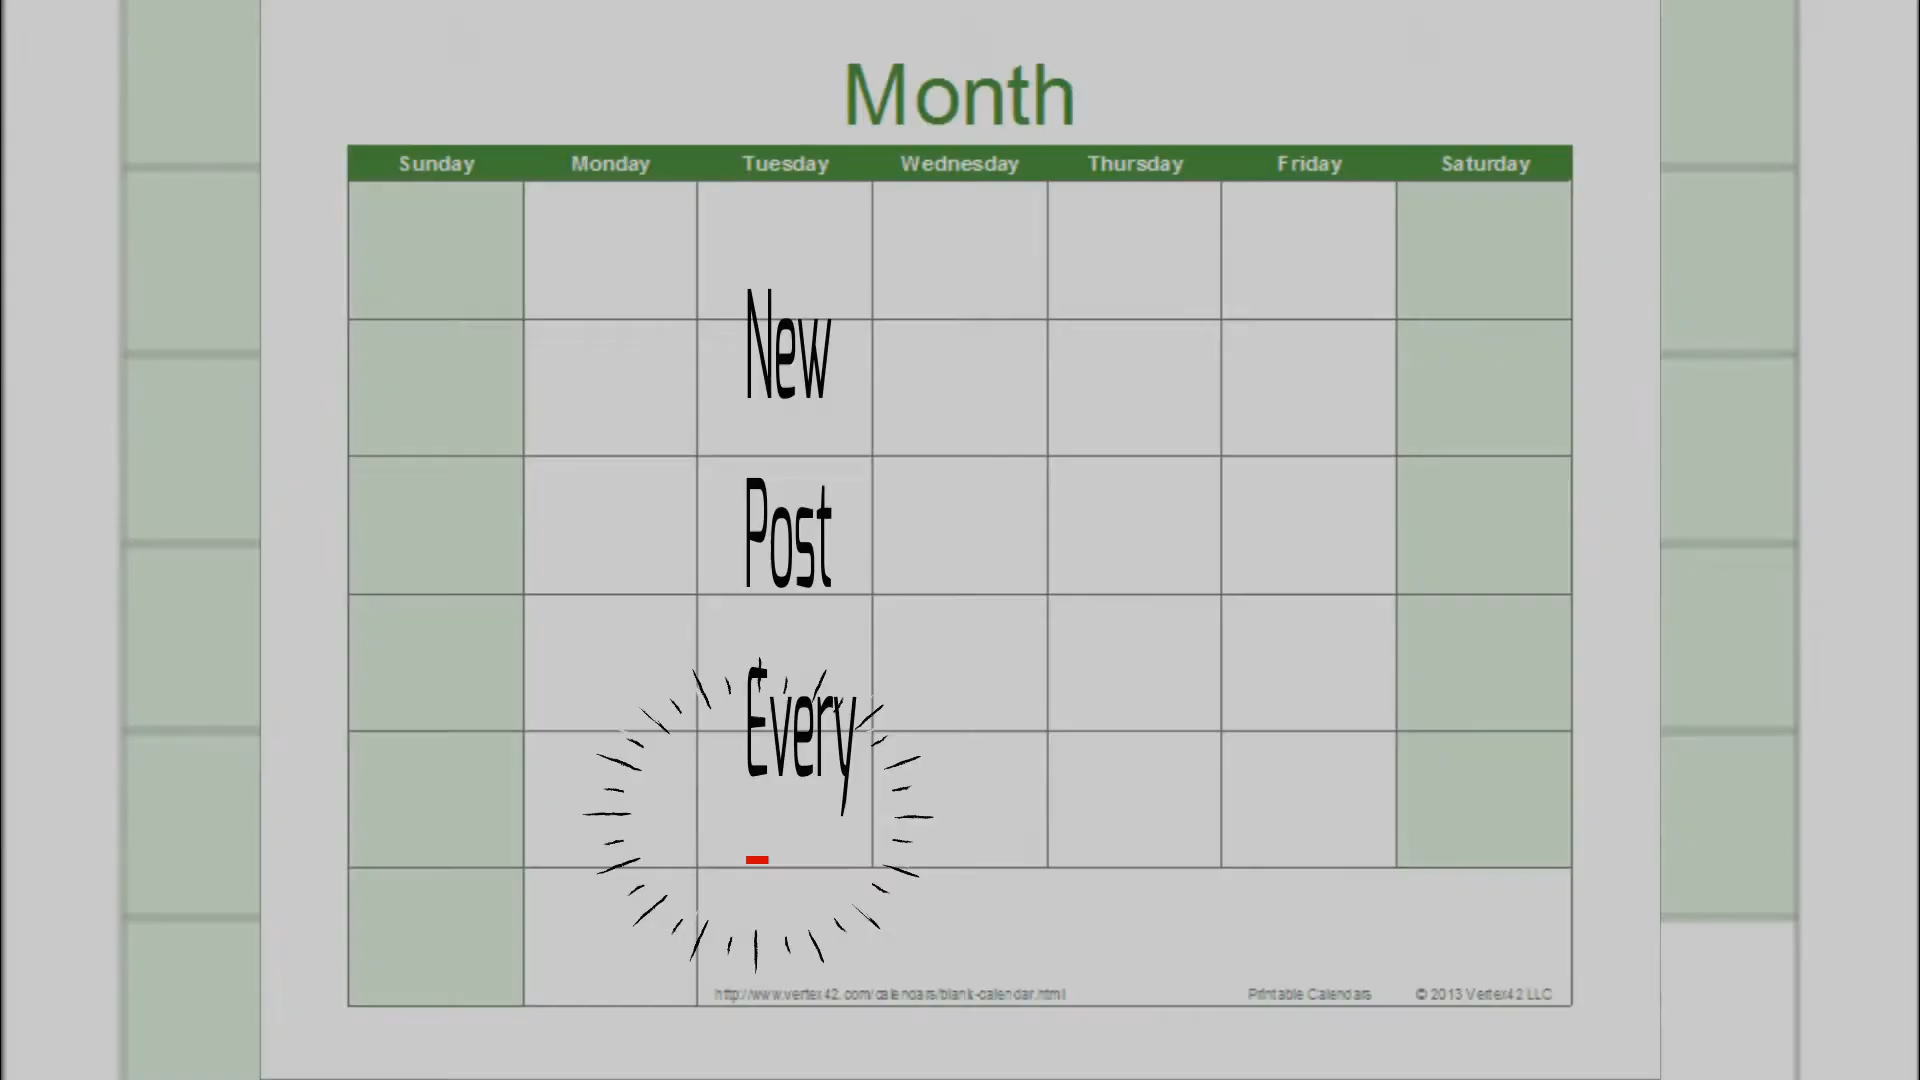 Month
Sunday Monday Tuesday Wednesday Thursday Friday Saturday
New
Post
Every
http://www.vertex42.com/calendars/blank-calendar.html Printable Calendars © 2013 Vertex42 LLC